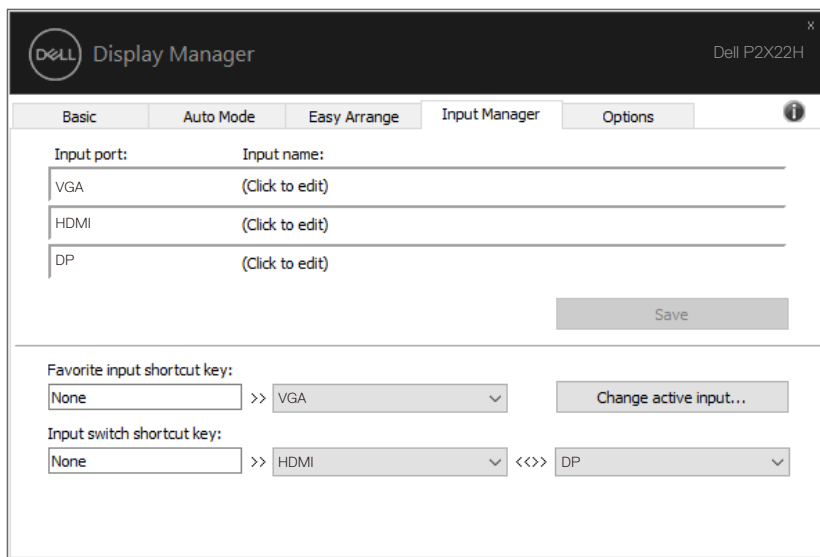 x
DELL Display Manager Dell P2X22H
Basic Auto Mode Easy Arrange Input Manager Options i
Input port: Input name:
VGA (Click to edit)
HDMI (Click to edit)
DP (Click to edit)
Save
Favorite input shortcut key:
None >> VGA Change active input...
Input switch shortcut key:
None >> HDMI <<>> DP